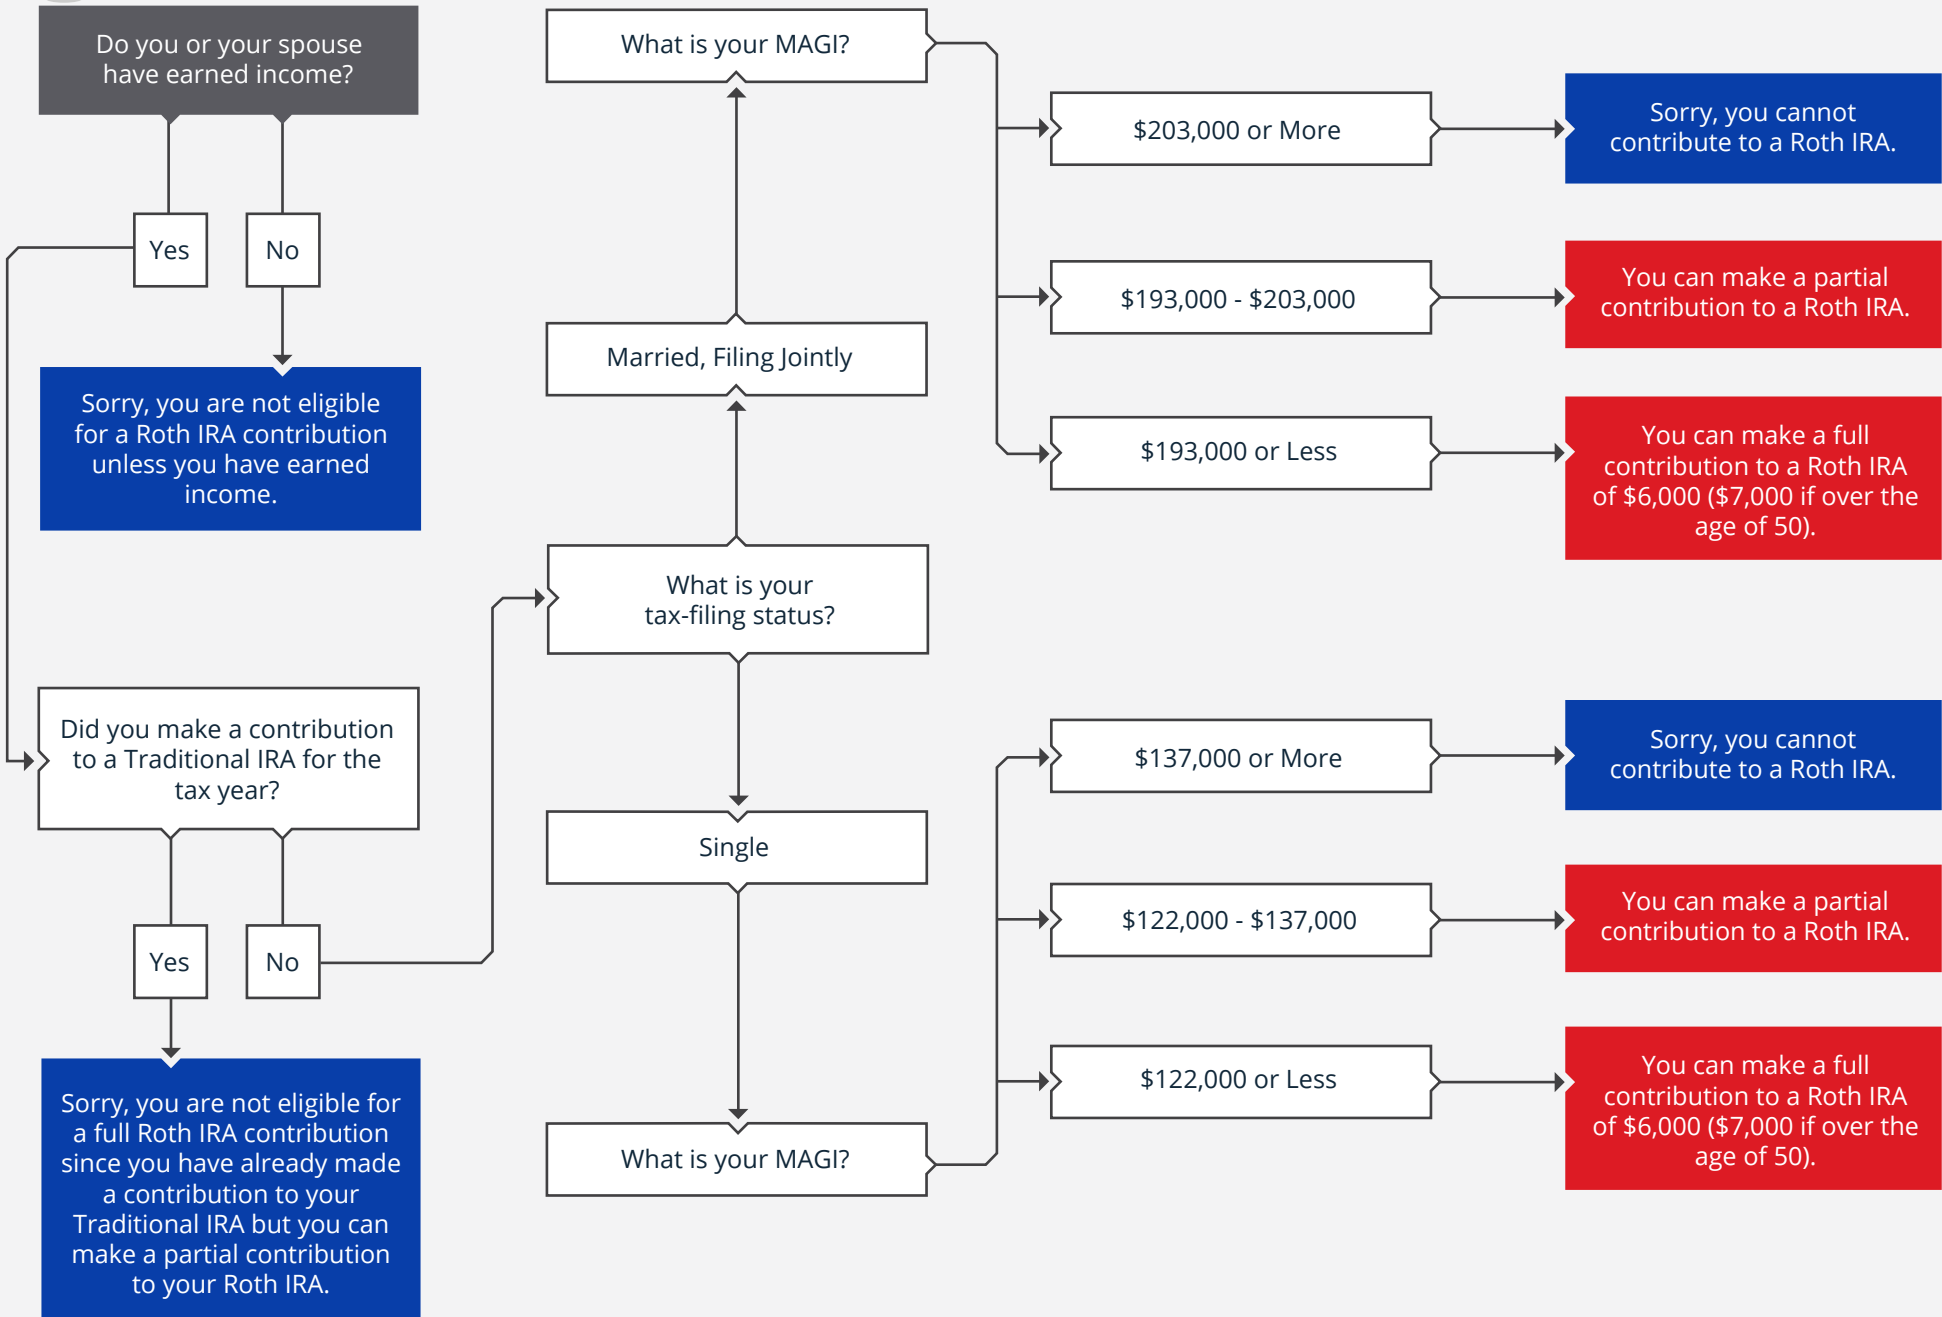 Do you or your spouse
have earned income?
Yes
No
Sorry, you are not eligible
for a Roth IRA contribution
unless you have earned
income.
Did you make a contribution
to a Traditional IRA for the
tax year?
Yes
No
Sorry, you are not eligible for
a full Roth IRA contribution
since you have already made
a contribution to your
Traditional IRA but you can
make a partial contribution
to your Roth IRA.
What is your MAGI?
Married, Filing Jointly
What is your
tax-filing status?
Single
What is your MAGI?
$203,000 or More
$193,000 - $203,000
$193,000 or Less
$137,000 or More
$122,000 - $137,000
$122,000 or Less
Sorry, you cannot
contribute to a Roth IRA.
You can make a partial
contribution to a Roth IRA.
You can make a full
contribution to a Roth IRA
of $6,000 ($7,000 if over the
age of 50).
Sorry, you cannot
contribute to a Roth IRA.
You can make a partial
contribution to a Roth IRA.
You can make a full
contribution to a Roth IRA
of $6,000 ($7,000 if over the
age of 50).